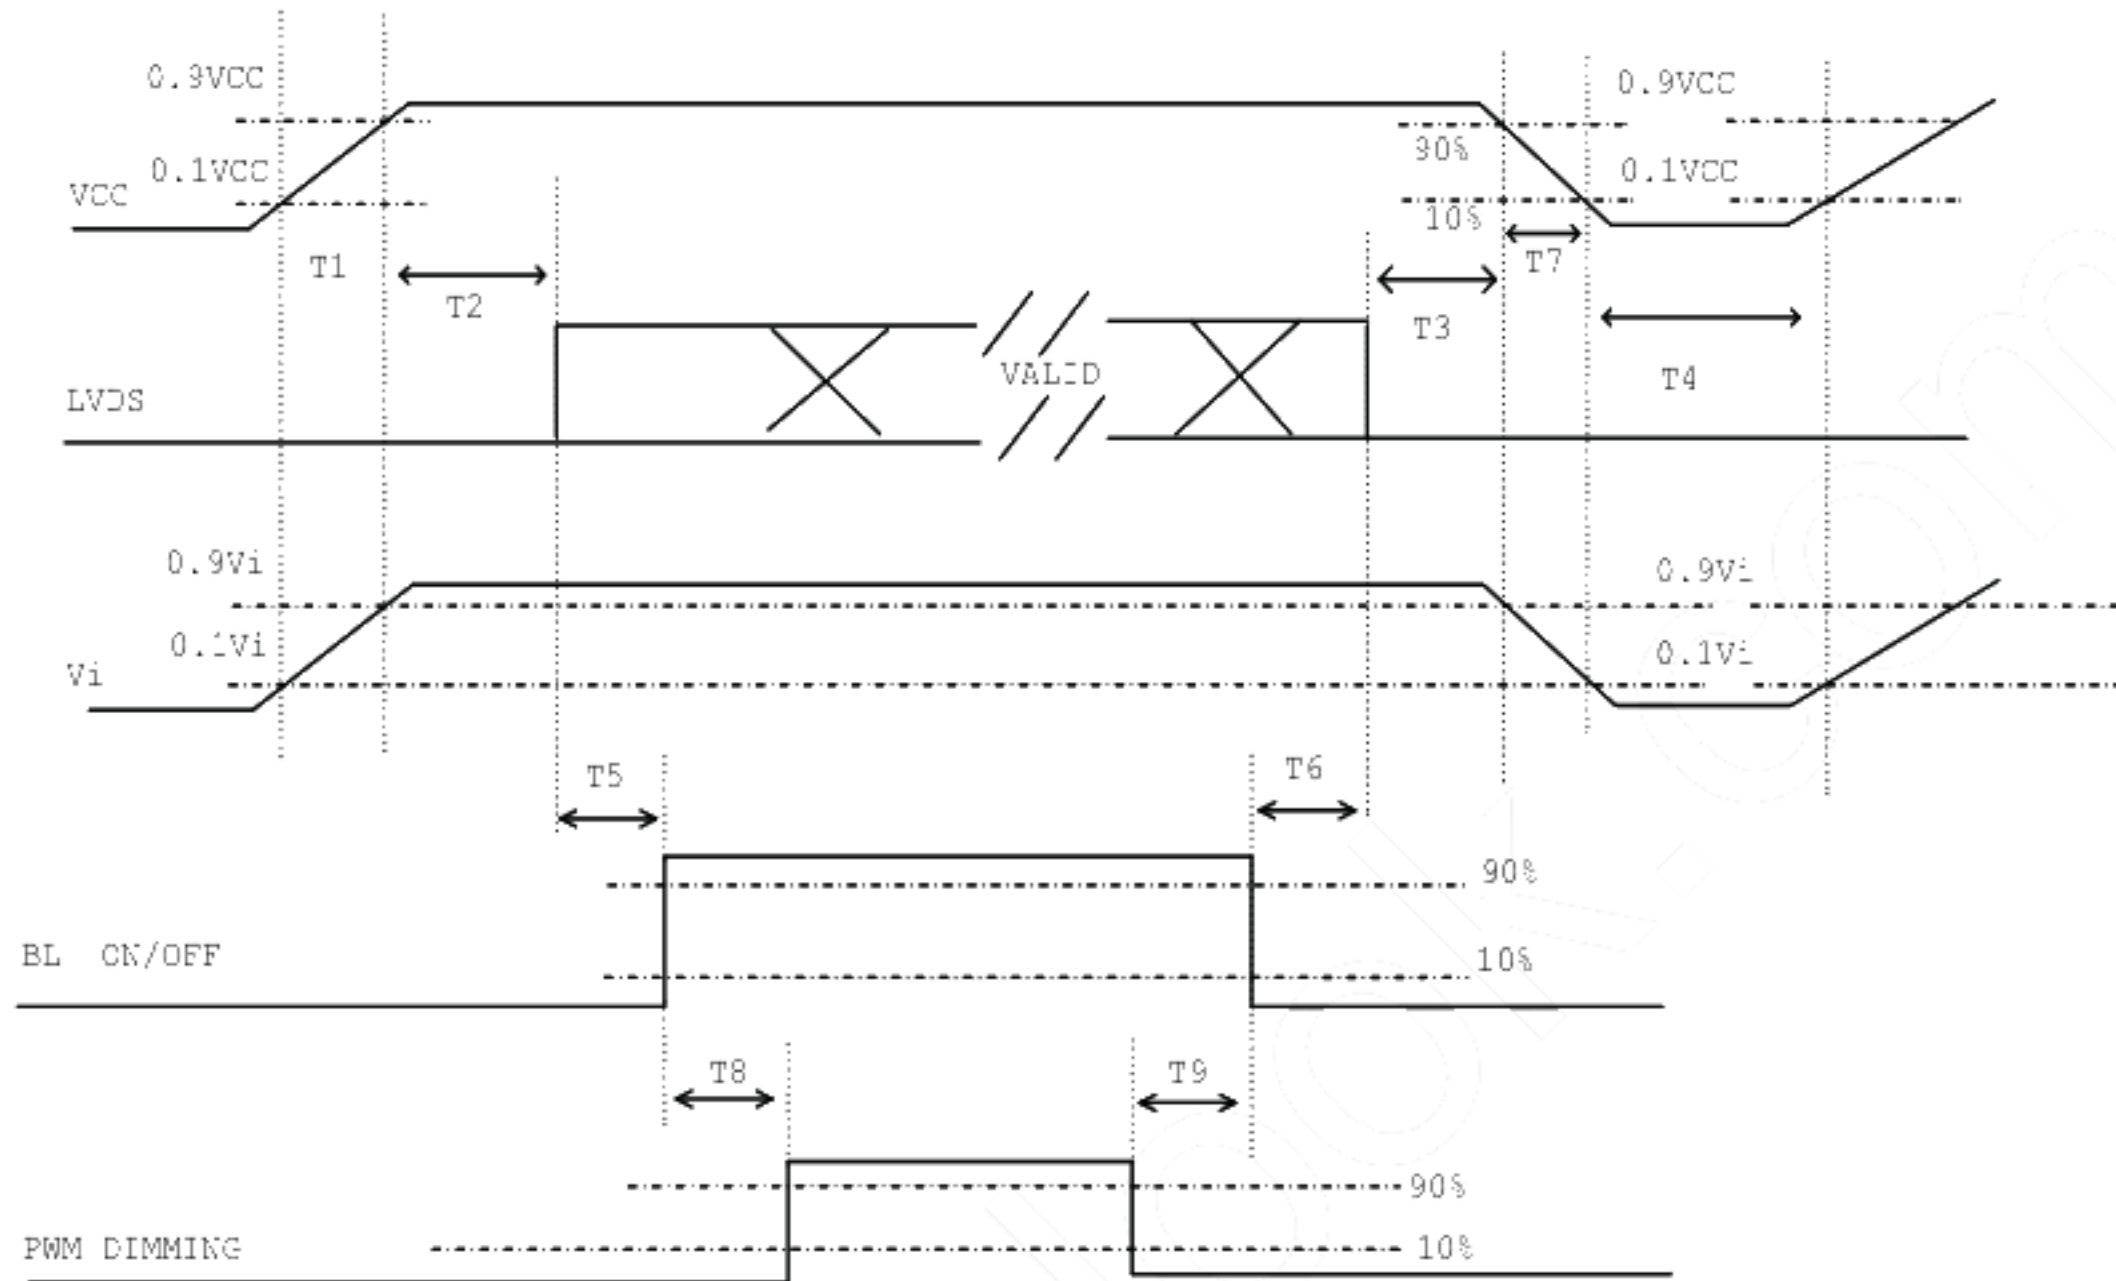 0.9VCC
0.9VCC
90%
0.1VCC
0.1VCC
VCC
10%
T1
T7
T2
T3
VALID
T4
LVDS
0.9Vi
0.9Vi
0.1Vi
0.1Vi
Vi
T5
T6
90%
BL ON/OFF
10%
T8
T9
90%
PWM DIMMING
10%